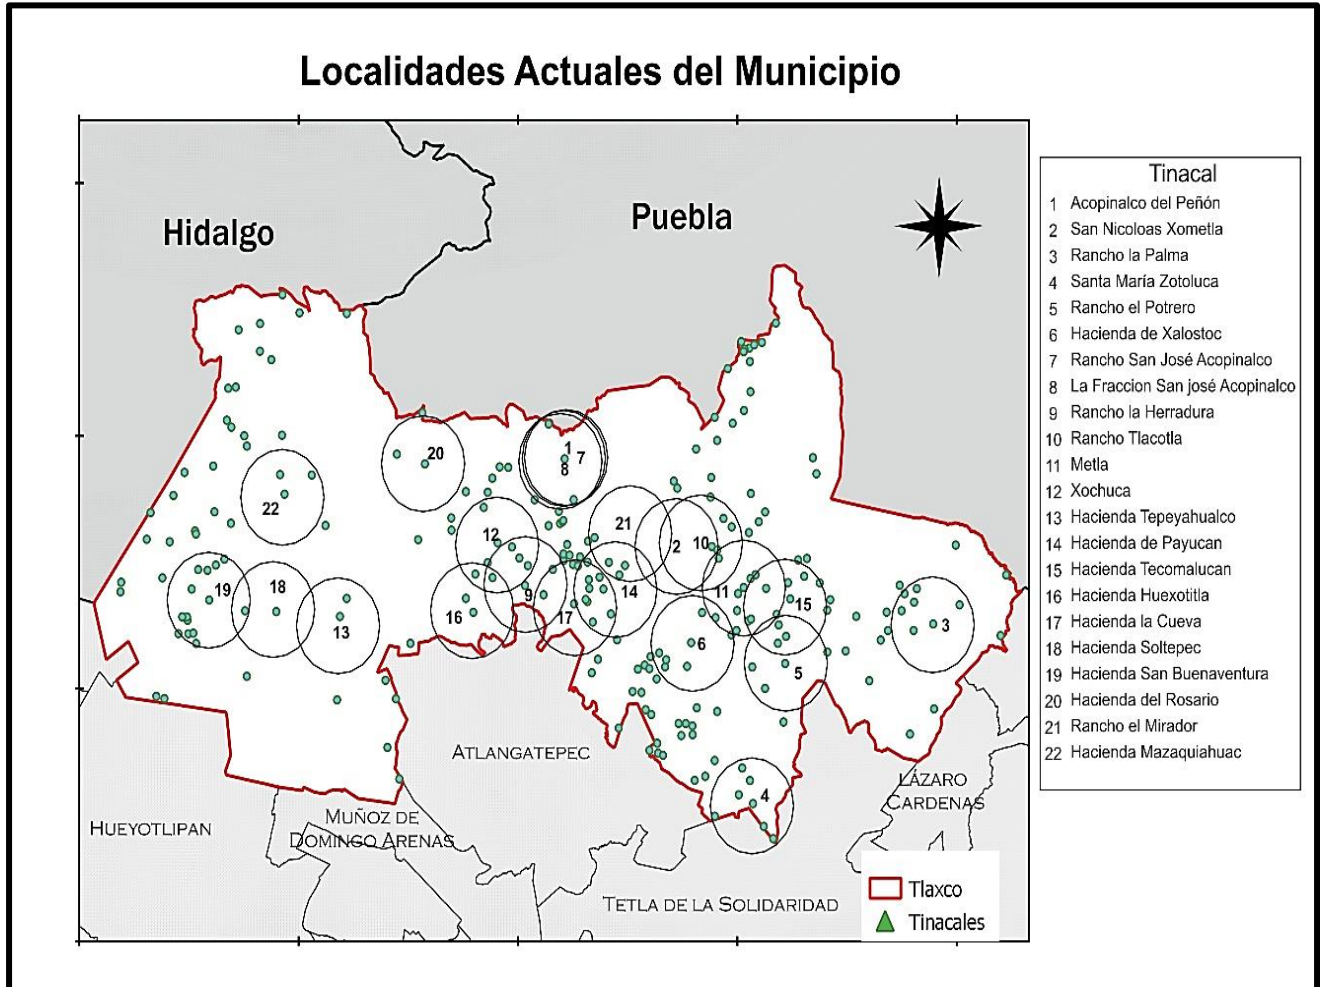 Localidades Actuales del Municipio
Hidalgo
Puebla
20
1
7
8
22
12
21
2
10
19
18
13
16
9
17
14
11
15
6
5
3
4
ATLANGATEPEC
HUEYOTLIPAN
MUÑOZ DE
DOMINGO ARENAS
LÁZARO
CARDENAS
TETLA DE LA SOLIDARIDAD
Tlaxco
Tinacales
Tinacal
1 Acopinalco del Peñón
2 San Nicoloas Xometla
3 Rancho la Palma
4 Santa María Zotoluca
5 Rancho el Potrero
6 Hacienda de Xalostoc
7 Rancho San José Acopinalco
8 La Fraccion San josé Acopinalco
9 Rancho la Herradura
10 Rancho Tlacotla
11 Metla
12 Xochuca
13 Hacienda Tepeyahualco
14 Hacienda de Payucan
15 Hacienda Tecomalucan
16 Hacienda Huexotitla
17 Hacienda la Cueva
18 Hacienda Soltepec
19 Hacienda San Buenaventura
20 Hacienda del Rosario
21 Rancho el Mirador
22 Hacienda Mazaquiahuac